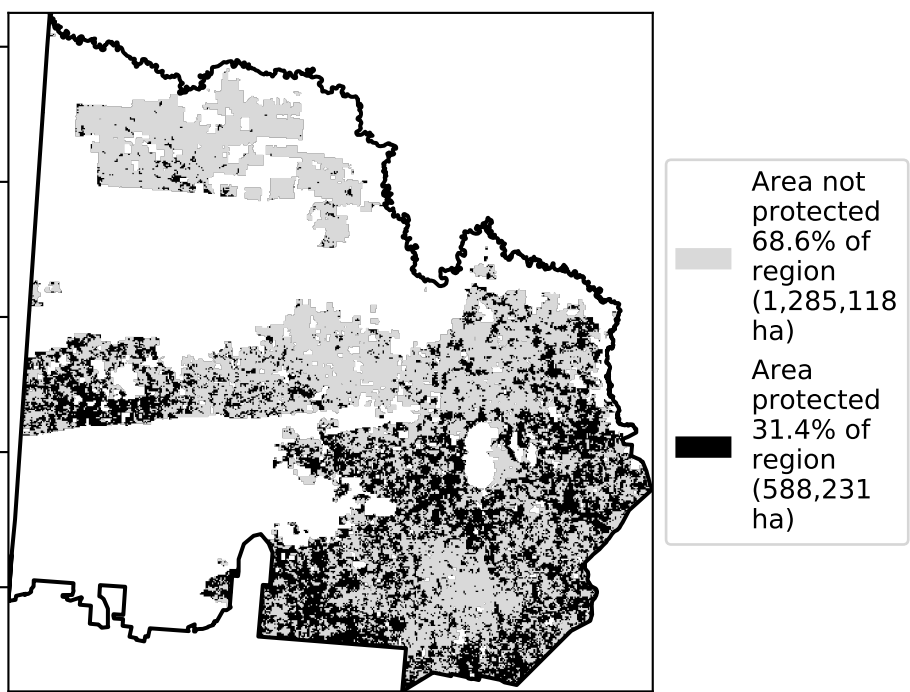 Area not
protected
68.6% of
region
(1,285,118
ha)
Area
protected
31.4% of
region
(588,231
ha)